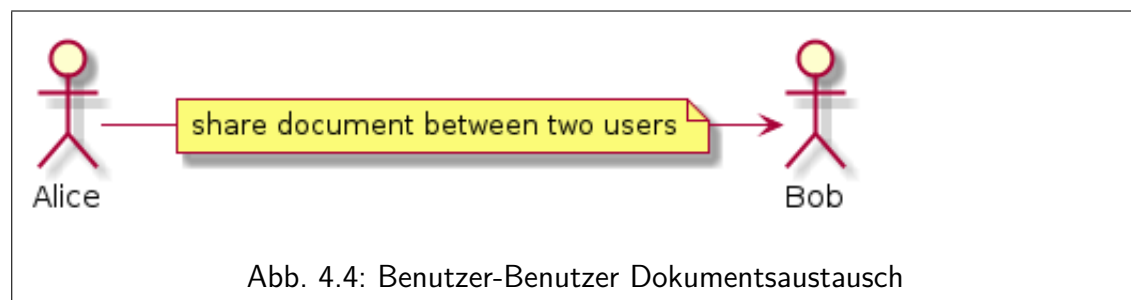 share document between two users
Alice
Bob
Abb. 4.4: Benutzer-Benutzer Dokumentsaustausch